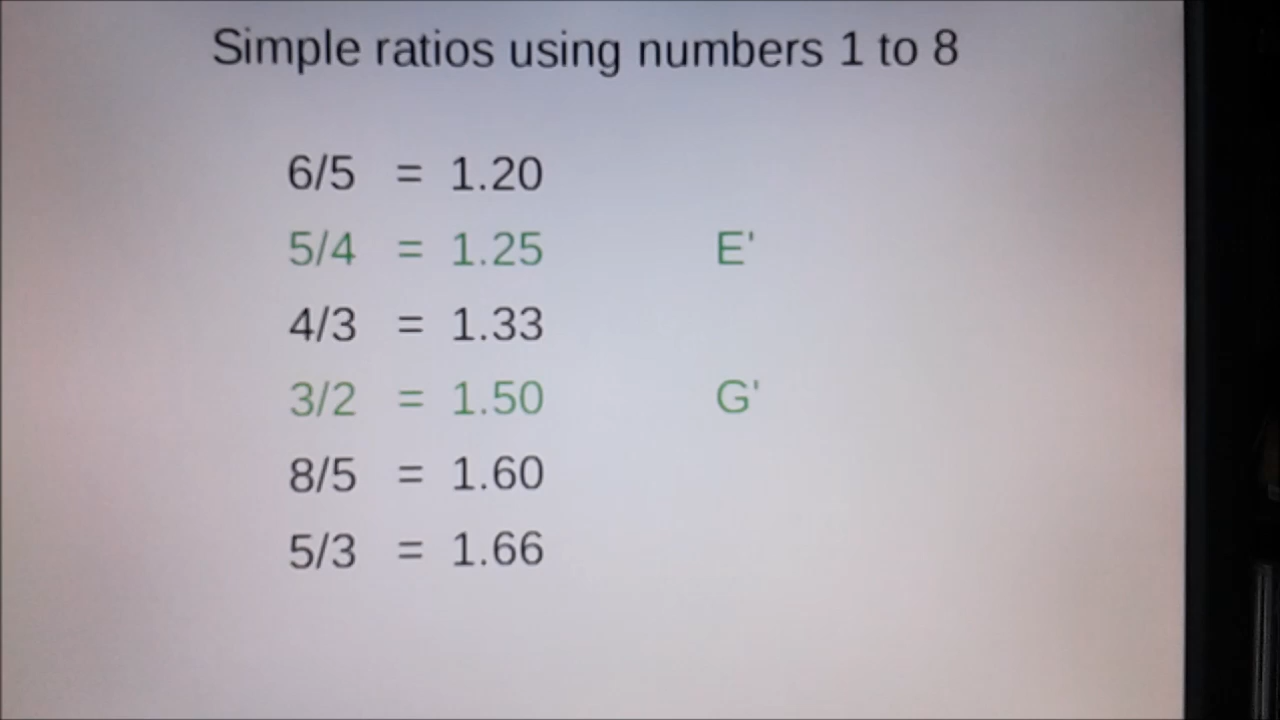 Simple ratios using numbers 1 to 8
6/5 = 1.20
5/4 = 1.25 E'
4/3 = 1.33
3/2 = 1.50 G'
8/5 = 1.60
5/3 = 1.66